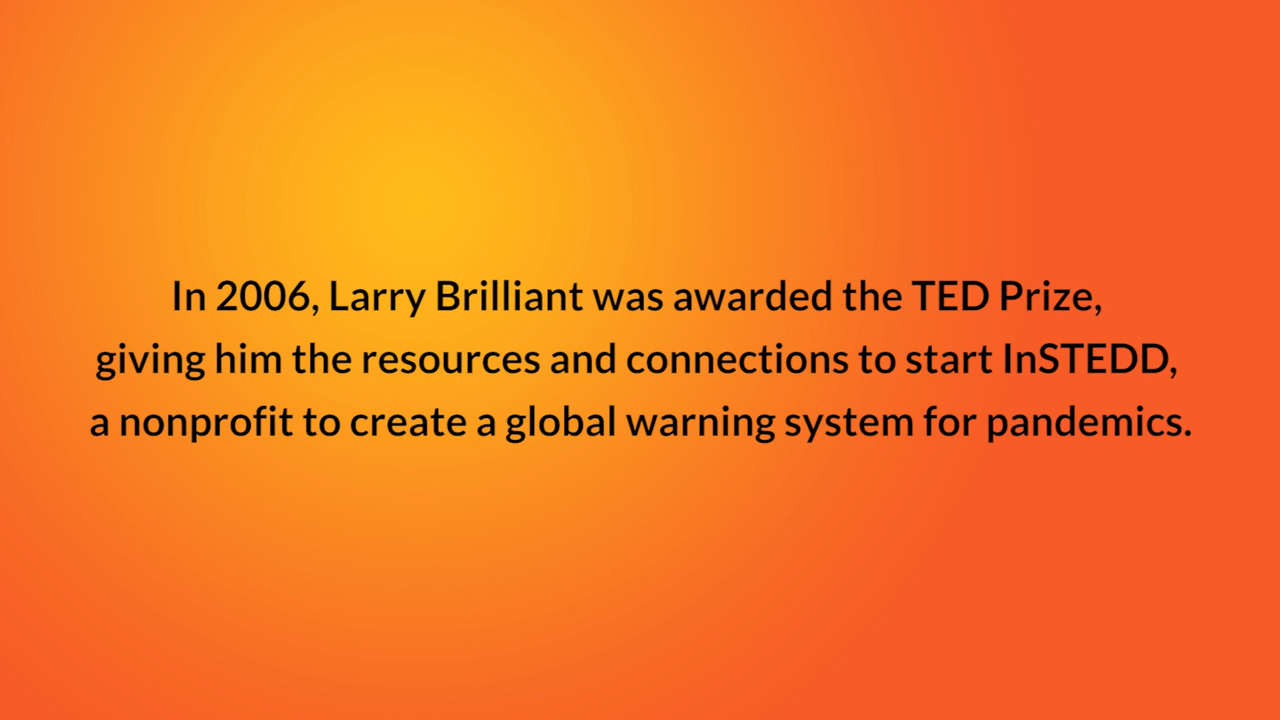 In 2006, Larry Brilliant was awarded the TED Prize,
giving him the resources and connections to start InSTEDD,
a nonprofit to create a global warning system for pandemics.